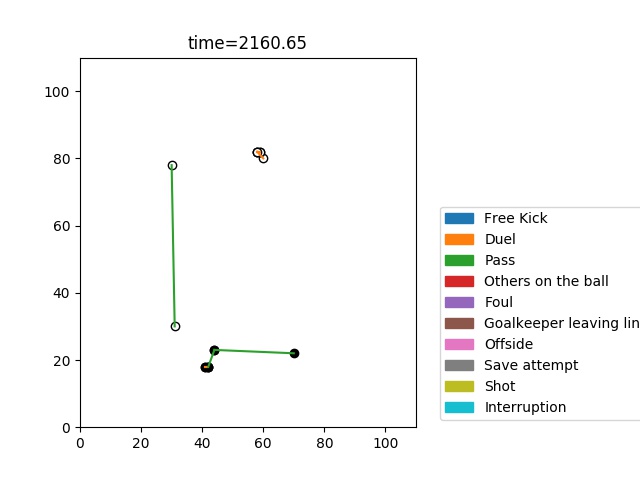 time=2160.65
100
80
60
40
20
0
0 20 40 60 80 100
Free Kick
Duel
Pass
Others on the ball
Foul
Goalkeeper leaving lin
Offside
Save attempt
Shot
Interruption